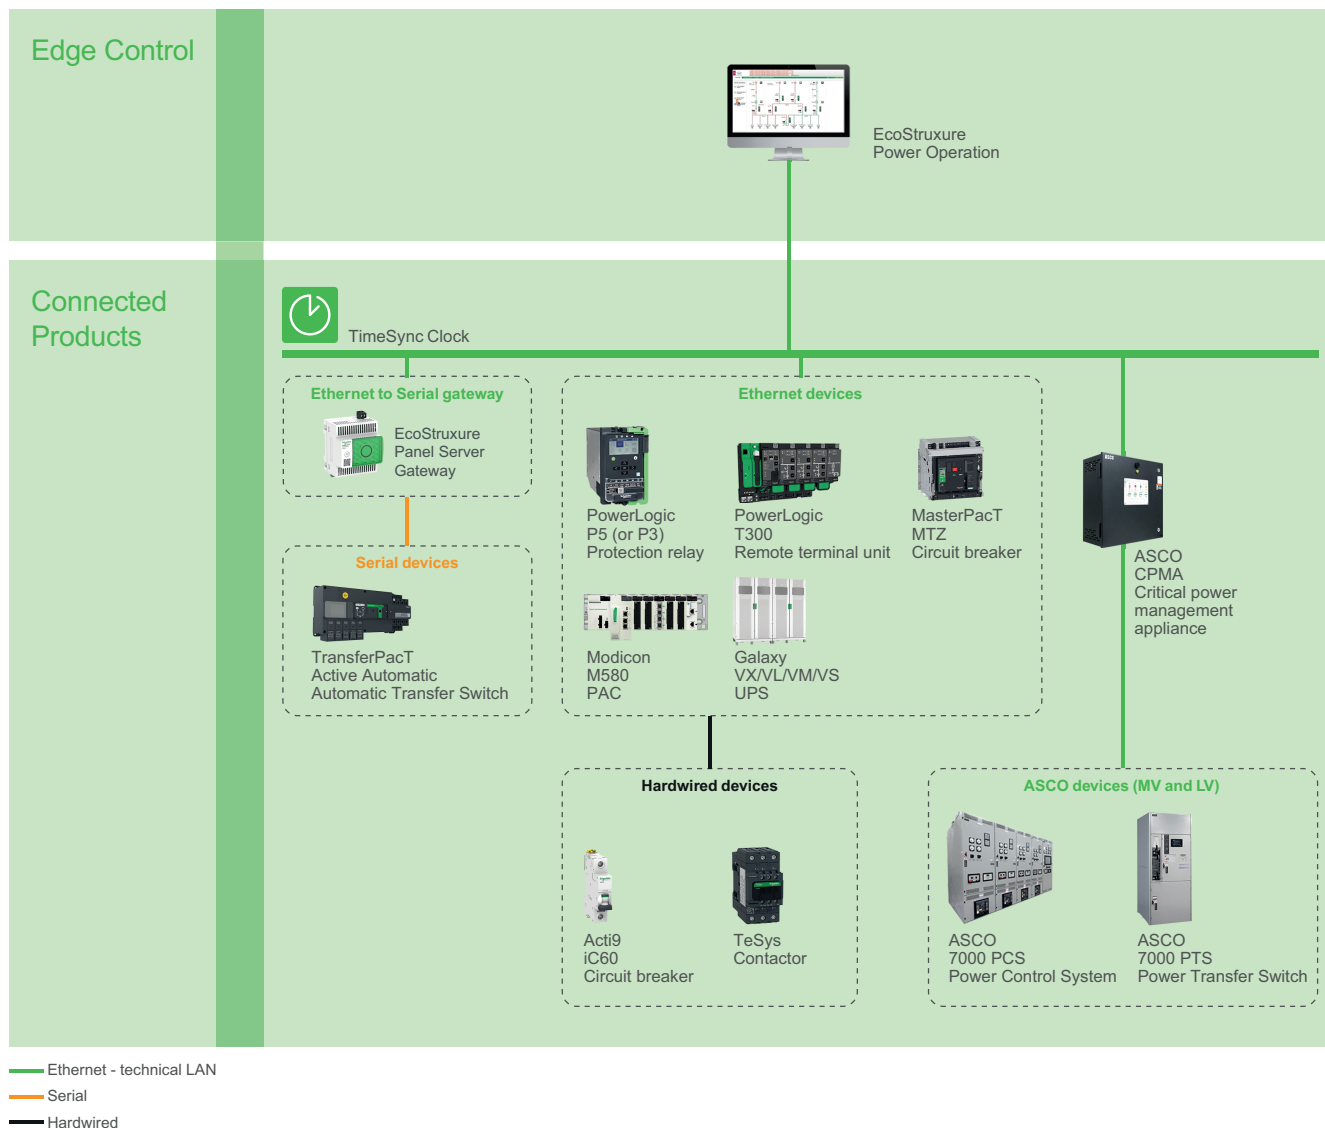 Edge Control
EcoStruxure
Power Operation
Connected
Products
TimeSync Clock
Ethernet to Serial gateway
EcoStruxure
Panel Server
Gateway
Serial devices
TransferPacT
Active Automatic
Automatic Transfer Switch
Ethernet devices
PowerLogic
P5 (or P3)
Protection relay
PowerLogic
T300
Remote terminal unit
MasterPacT
MTZ
Circuit breaker
Modicon
M580
PAC
Galaxy
VX/VL/VM/VS
UPS
ASCO
ASCO
CPMA
Critical power
management
appliance
Hardwired devices
Acti9
iC60
Circuit breaker
TeSys
Contactor
ASCO devices (MV and LV)
ASCO
7000 PCS
Power Control System
ASCO
7000 PTS
Power Transfer Switch
Ethernet - technical LAN
Serial
Hardwired